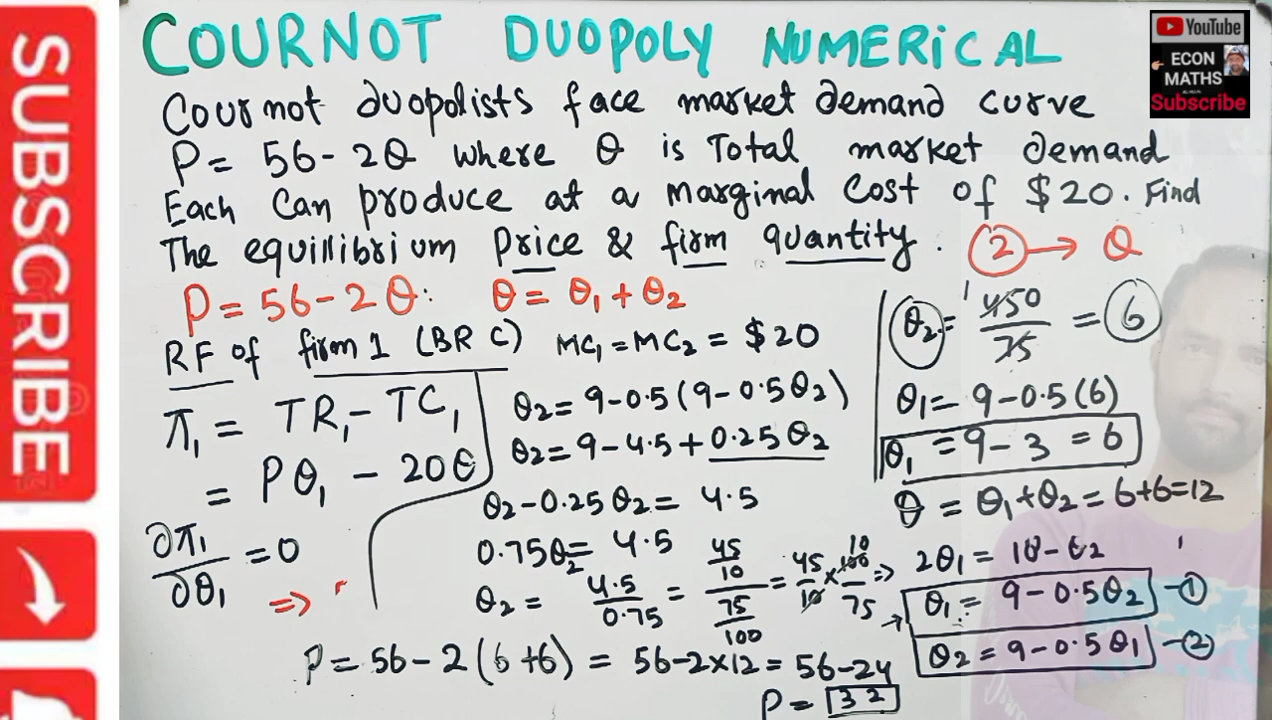 SUBSCRIBE
YouTube
ECON
MATHS
Subscribe
COURNOT DUOPOLY NUMERICAL
Cournot duopolists face market demand curve
P = 56 - 2Q where Q is Total market demand
Each Can produce at a marginal cost of $20. Find
The equillibrium Price & firm quantity.
② → Q
P = 56 - 2Q: Q = Q₁ + Q₂
RF of firm 1 (BRC) MC₁ = MC₂ = $20
π₁ = TR₁ - TC₁
= PQ₁ - 20Q
∂π₁/∂Q₁ = 0
⇒
Q₂ = 9 - 0.5(9 - 0.5Q₂)
Q₂ = 9 - 4.5 + 0.25Q₂
Q₂ - 0.25Q₂ = 4.5
0.75Q₂ = 4.5
Q₂ = 4.5/0.75 = 45/10 / 75/100 = 45/10 × 100/75 ⇒
10
Q₂ = 450/75 = 6
Q₁ = 9 - 0.5(6)
Q₁ = 9 - 3 = 6
Q = Q₁ + Q₂ = 6+6=12
2Q₁ = 18 - Q₂
Q₁ = 9 - 0.5Q₂ - ①
Q₂ = 9 - 0.5Q1 - ②
P = 56 - 2(6+6) = 56 - 2×12 = 56 - 24
P = 32